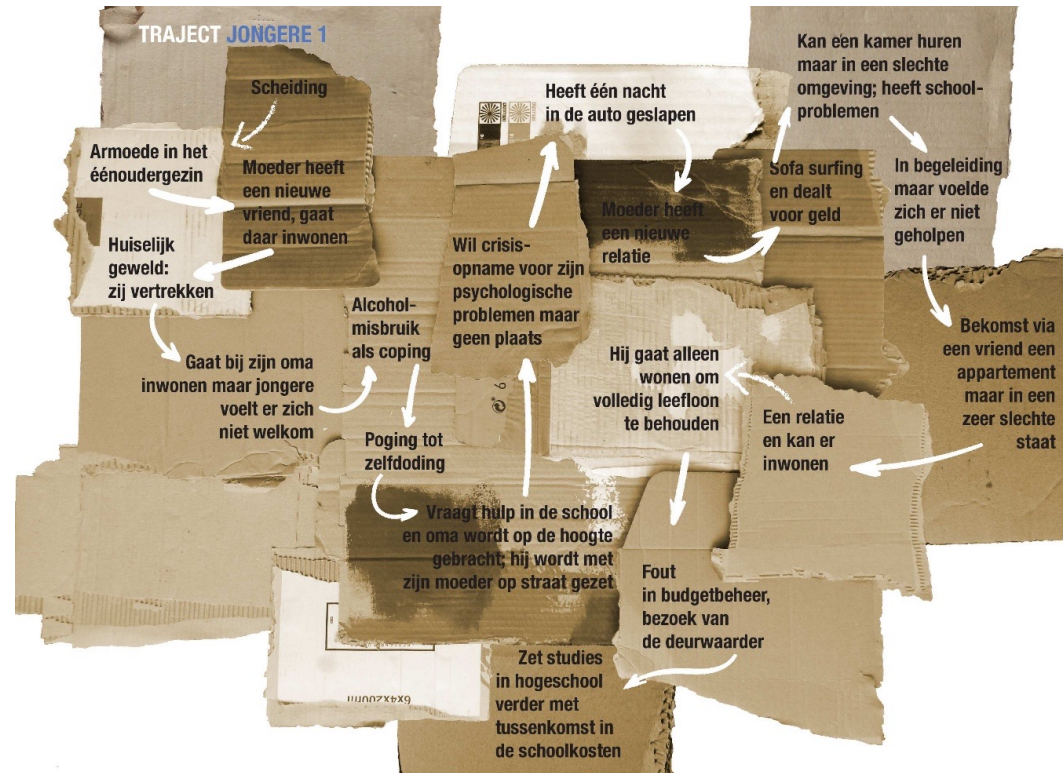 TRAJECT JONGERE 1
Scheiding
Armoede in het
éénoudergezin
Moeder heeft
een nieuwe
vriend, gaat
daar inwonen
Huiselijk
geweld:
zij vertrekken
Gaat bij zijn oma
inwonen maar jongere
voelt er zich
niet welkom
Alcohol-
misbruik
als coping
Poging tot
zelfdoding
Vraagt hulp in de school
en oma wordt op de hoogte
gebracht; hij wordt met
zijn moeder op straat gezet
Wil crisis-
opname voor zijn
psychologische
problemen maar
geen plaats
Heeft één nacht
in de auto geslapen
Moeder heeft
een nieuwe
relatie
Sofa surfing
en dealt
voor geld
Kan een kamer huren
maar in een slechte
omgeving; heeft school-
problemen
In begeleiding
maar voelde
zich er niet
geholpen
Bekomst via
een vriend een
appartement
maar in een
zeer slechte
staat
Een relatie
en kan er
inwonen
Hij gaat alleen
wonen om
volledig leefloon
te behouden
Fout
in budgetbeheer,
bezoek van
de deurwaarder
Zet studies
in hogeschool
verder met
tussenkomst in
de schoolkosten